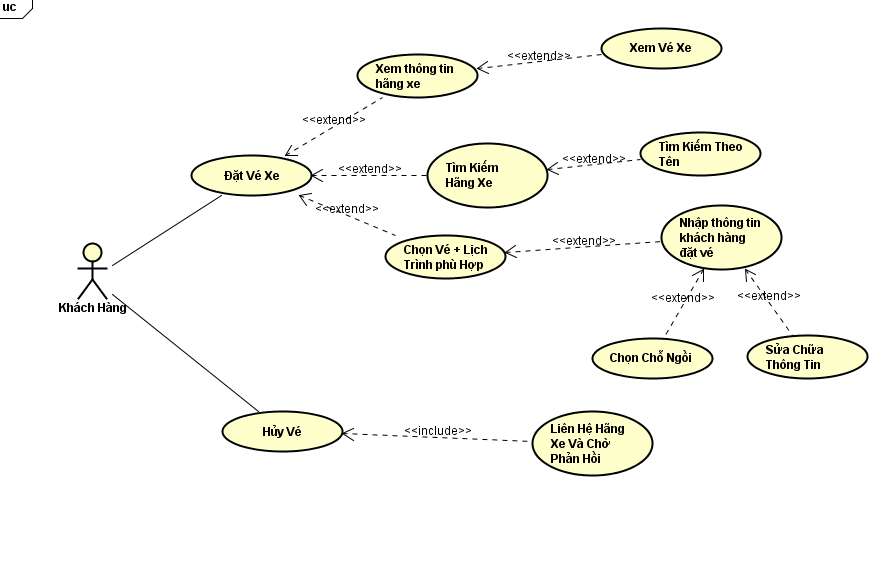 uc
Xem Vé Xe
<<extend>>
Xem thông tin
hãng xe
<<extend>>
Tìm Kiếm Theo
Tên
<<extend>>
Tìm Kiếm
Hãng Xe
<<extend>>
Đặt Vé Xe
<<extend>>
Nhập thông tin
khách hàng
đặt vé
<<extend>>
Chọn Vé + Lịch
Trình phù Hợp
Khách Hàng
<<extend>>
<<extend>>
Chọn Chỗ Ngồi
Sửa Chữa
Thông Tin
Hủy Vé
<<include>>
Liên Hệ Hãng
Xe Và Chờ
Phản Hồi